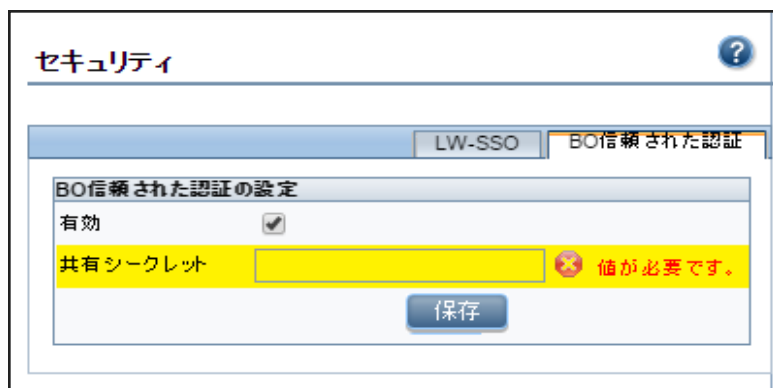 セキュリティ
?
LW-SSO
BO信頼された認証
BO信頼された認証の設定
有効
共有シークレット
値が必要です。
保存